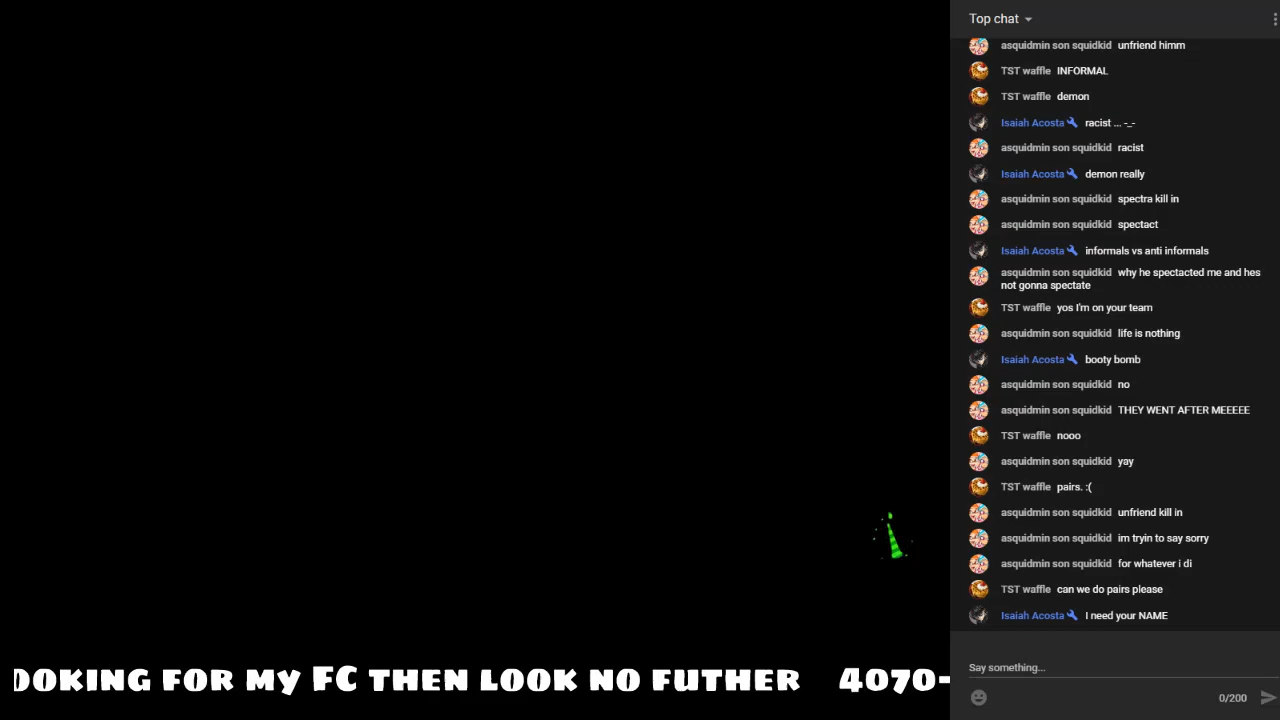 Top chat
asquidmin son squidkid unfriend himm
TST waffle INFORMAL
TST waffle demon
Isaiah Acosta racist ... -_-
asquidmin son squidkid racist
Isaiah Acosta demon really
asquidmin son squidkid spectra kill in
asquidmin son squidkid spectact
Isaiah Acosta informals vs anti informals
asquidmin son squidkid why he spectacted me and hes
not gonna spectate
TST waffle yos I'm on your team
asquidmin son squidkid life is nothing
Isaiah Acosta booty bomb
asquidmin son squidkid no
asquidmin son squidkid THEY WENT AFTER MEEEEE
TST waffle nooo
asquidmin son squidkid yay
TST waffle pairs. :(
asquidmin son squidkid unfriend kill in
asquidmin son squidkid im tryin to say sorry
asquidmin son squidkid for whatever i di
TST waffle can we do pairs please
Isaiah Acosta I need your NAME
Say something...
0/200
OOKING FOR MY FC THEN LOOK NO FUTHER 4070-